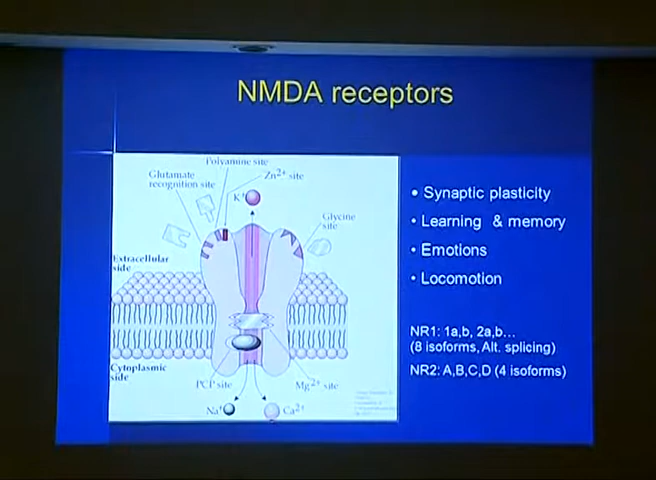 NMDA receptors
Polyamine site
Glutamate
recognition site
Zn2+ site
K+
Glycine
site
Extracellular
side
Cytoplasmic
side
PCP site
Mg2+ site
Na+
Ca2+
• Synaptic plasticity
• Learning & memory
• Emotions
• Locomotion
NR1: 1a,b, 2a,b...
(8 isoforms, Alt. splicing)
NR2: A,B,C,D (4 isoforms)